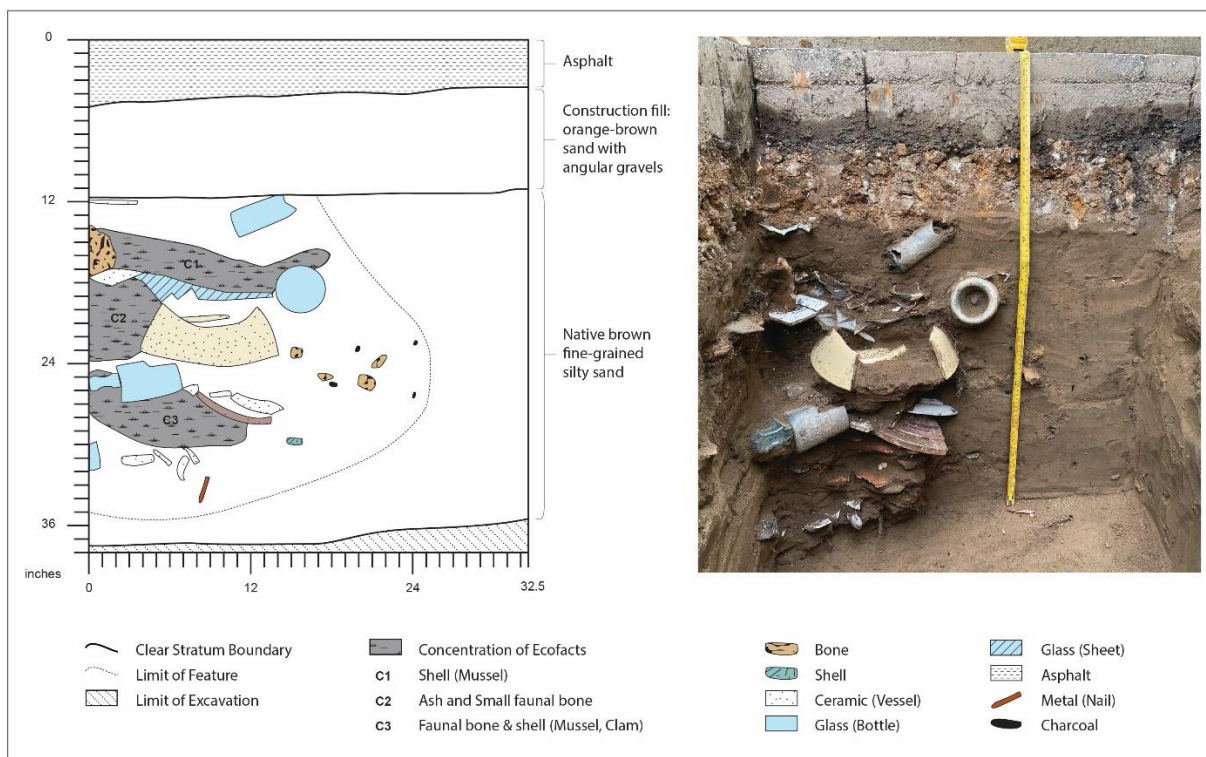 0
Asphalt
Construction fill:
orange-brown
sand with
angular gravels
12
C1
C2
Native brown
fine-grained
silty sand
24
C3
36
inches
0
12
24
32.5
Clear Stratum Boundary
Limit of Feature
Limit of Excavation
Concentration of Ecofacts
C1 Shell (Mussel)
C2 Ash and Small faunal bone
C3 Faunal bone & shell (Mussel, Clam)
Bone
Shell
Ceramic (Vessel)
Glass (Bottle)
Glass (Sheet)
Asphalt
Metal (Nail)
Charcoal